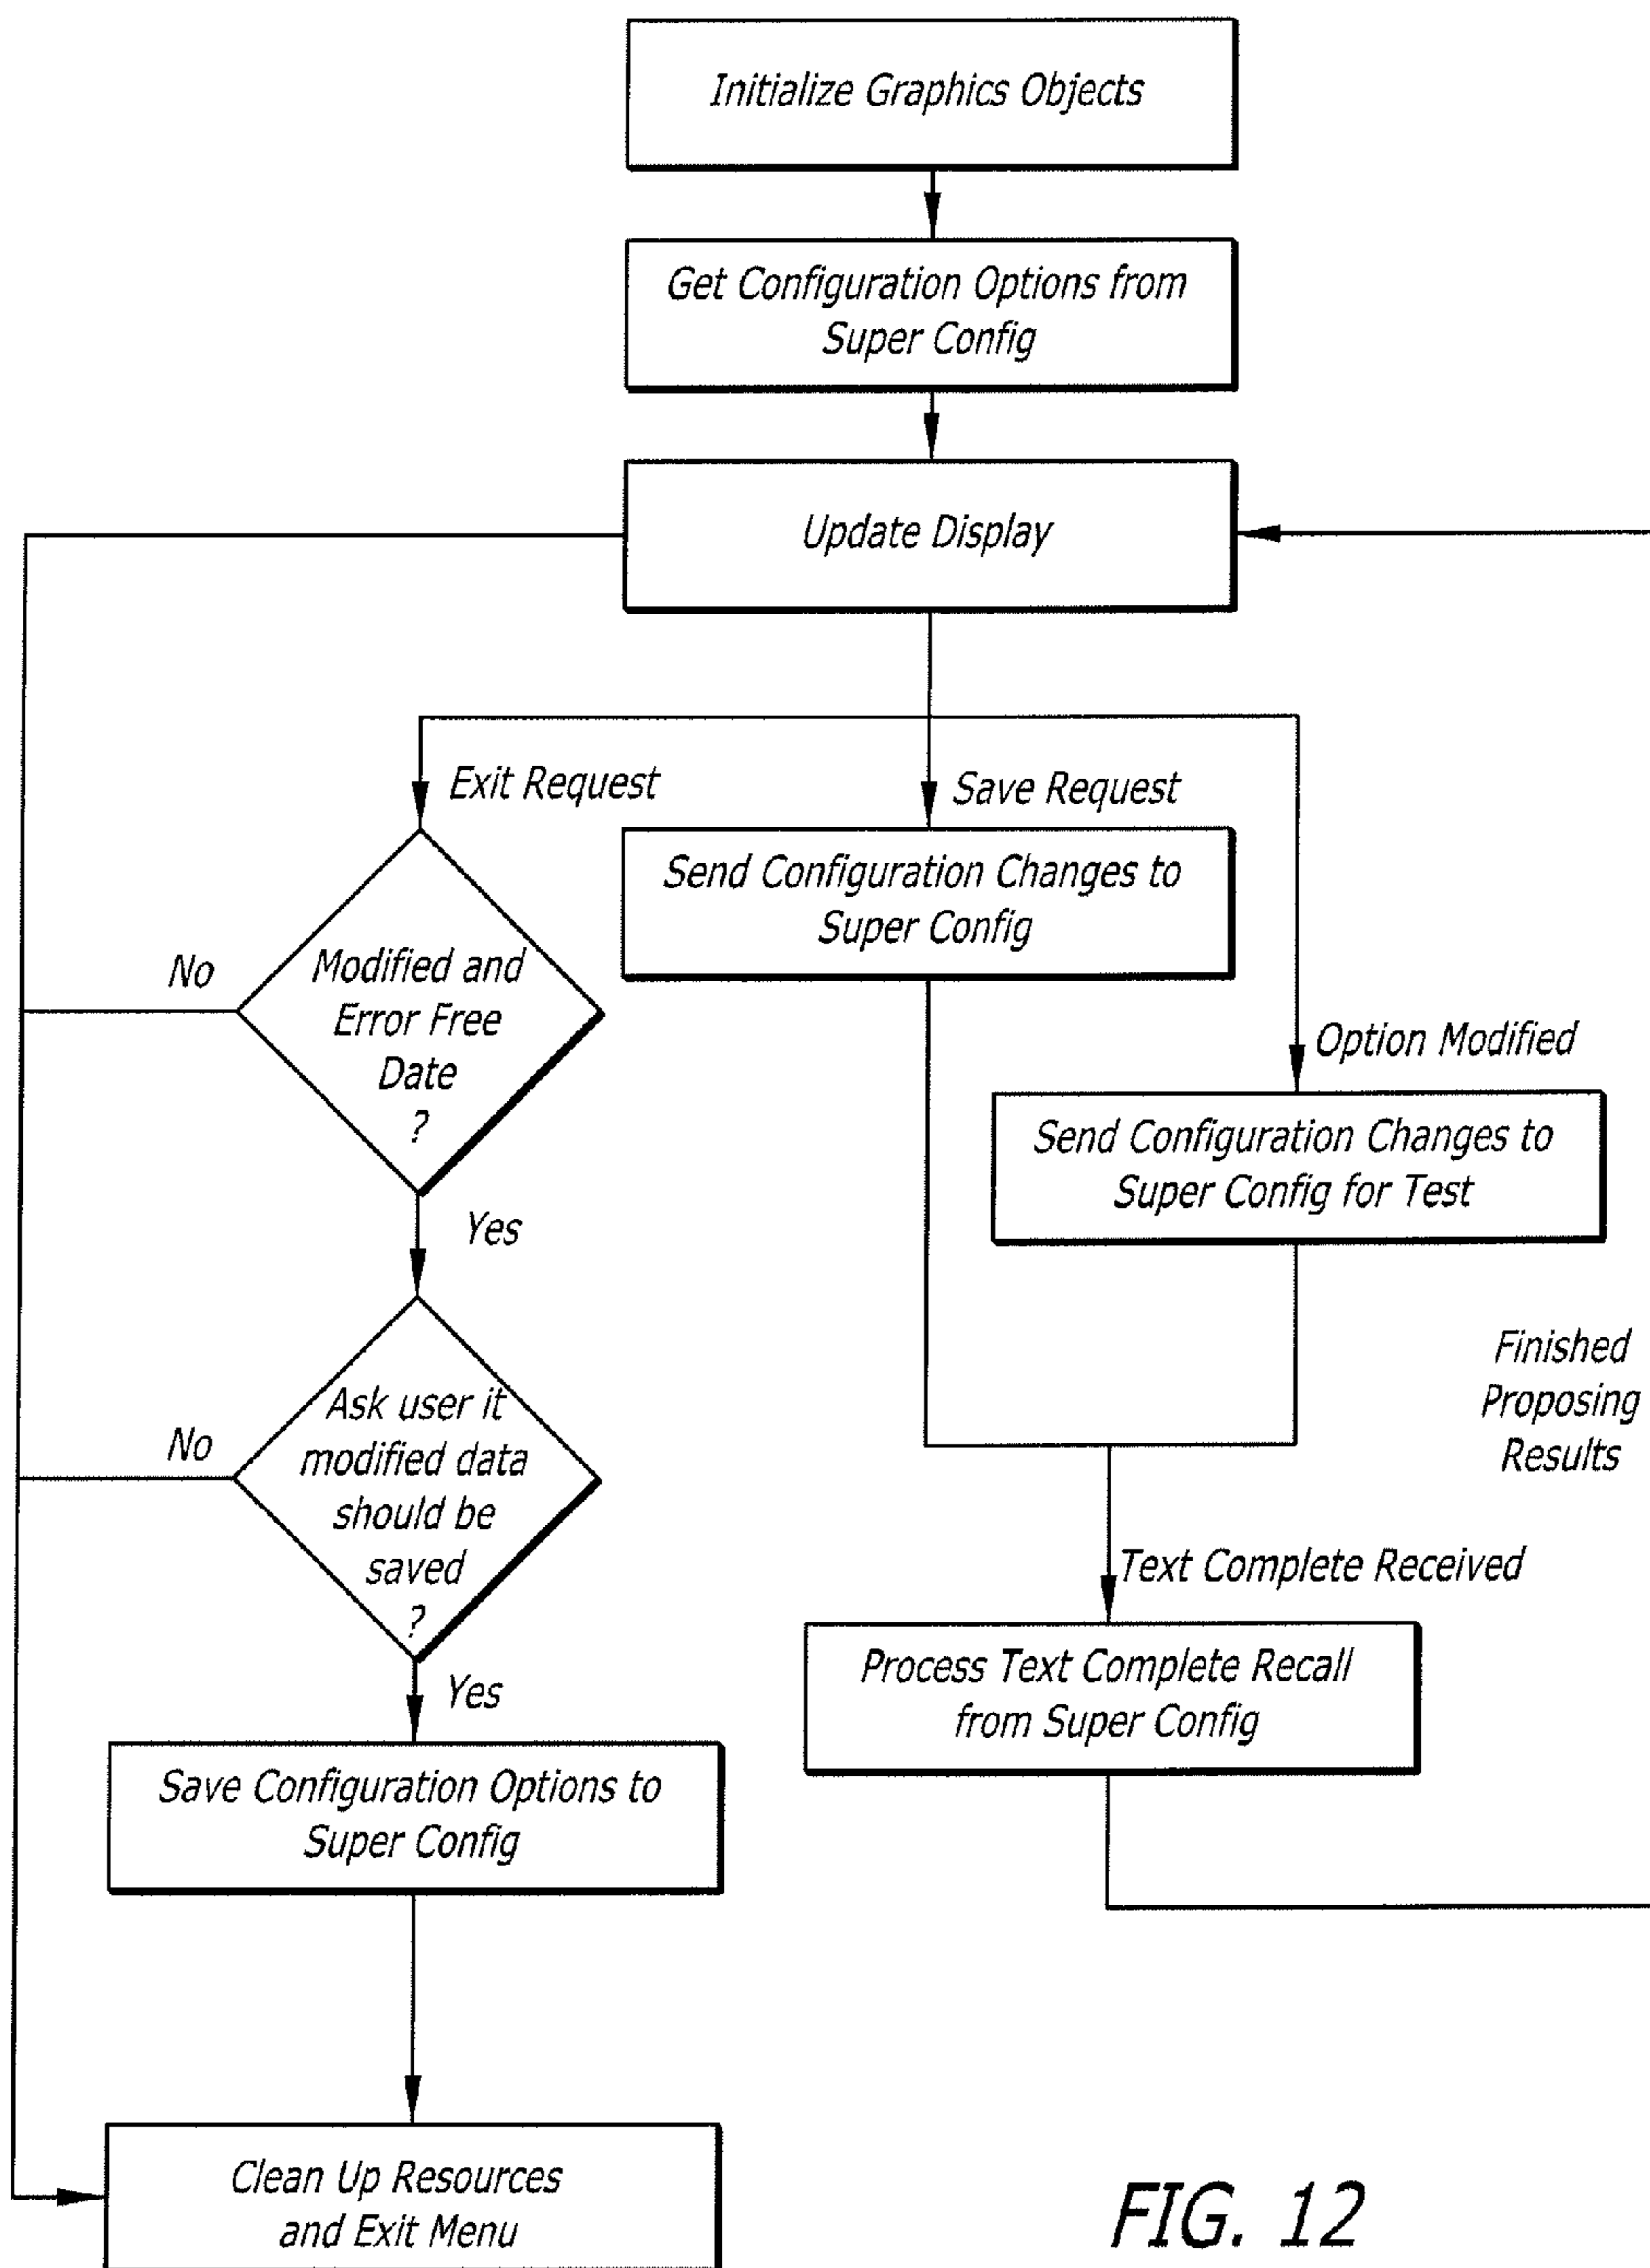 Initialize Graphics Objects
Get Configuration Options from
Super Config
Update Display
Exit Request
Save Request
Send Configuration Changes to
Super Config
No
Modified and
Error Free
Date
?
Option Modified
Send Configuration Changes to
Super Config for Test
Yes
Finished
Proposing
Results
No
Ask user it
modified data
should be
saved
?
Text Complete Received
Process Text Complete Recall
from Super Config
Yes
Save Configuration Options to
Super Config
Clean Up Resources
and Exit Menu
FIG. 12